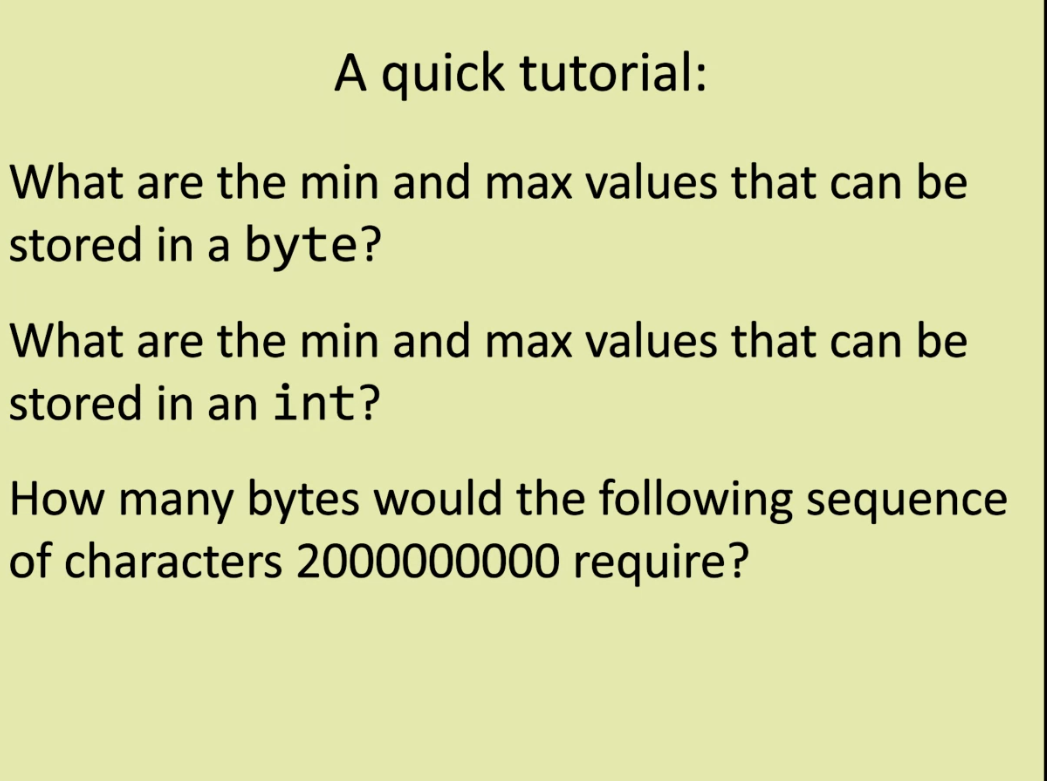 A quick tutorial:
What are the min and max values that can be
stored in a byte?
What are the min and max values that can be
stored in an int?
How many bytes would the following sequence
of characters 2000000000 require?